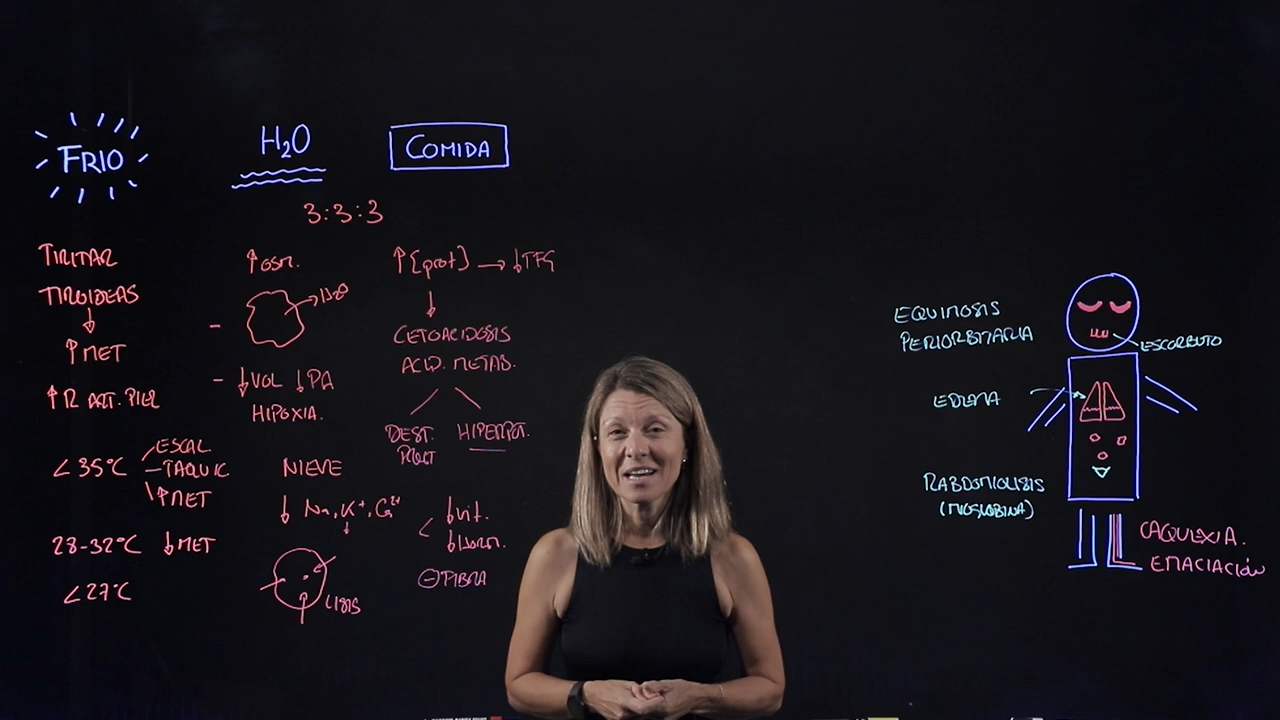 FRIO
TIRITAR
TIROIDEAS
↑ MET
↑ R ART. PIEL
< 35°C
ESCAL
TAQUIC
↑ MET
28-32°C ↓ MET
< 27°C
H₂O
3:3:3
↑ OSM.
H₂O
- ↓ VOL ↓ PA
HIPOXIA.
NIEVE
↓ Na, K⁺, Ca²⁺
LISIS
COMIDA
↑ [prot] → ↓ TFG
CETOACIDOSIS
ACID. METAB.
DEST.
PROT
HIPERPOT.
< ↓ vit.
↓ Horm.
⊖ FIBRA
EQUIMOSIS
PERIORBITARIA
ESCORBUTO
EDEMA
RABDOMIOLISIS
(MIOGLOBINA)
CAQUEXIA.
EMACIACIÓN